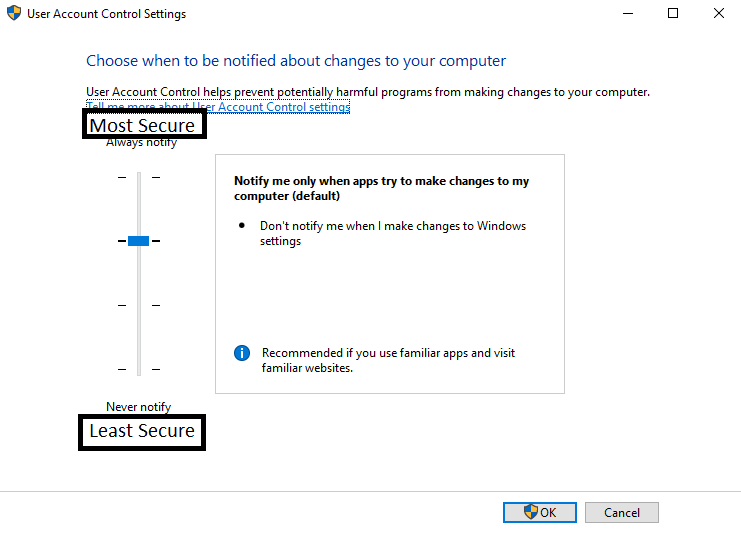 User Account Control Settings
Choose when to be notified about changes to your computer
User Account Control helps prevent potentially harmful programs from making changes to your computer.
Tell me more about User Account Control settings
Most Secure
Always notify
Notify me only when apps try to make changes to my
computer (default)
Don't notify me when I make changes to Windows
settings
Recommended if you use familiar apps and visit
familiar websites.
Never notify
Least Secure
OK
Cancel